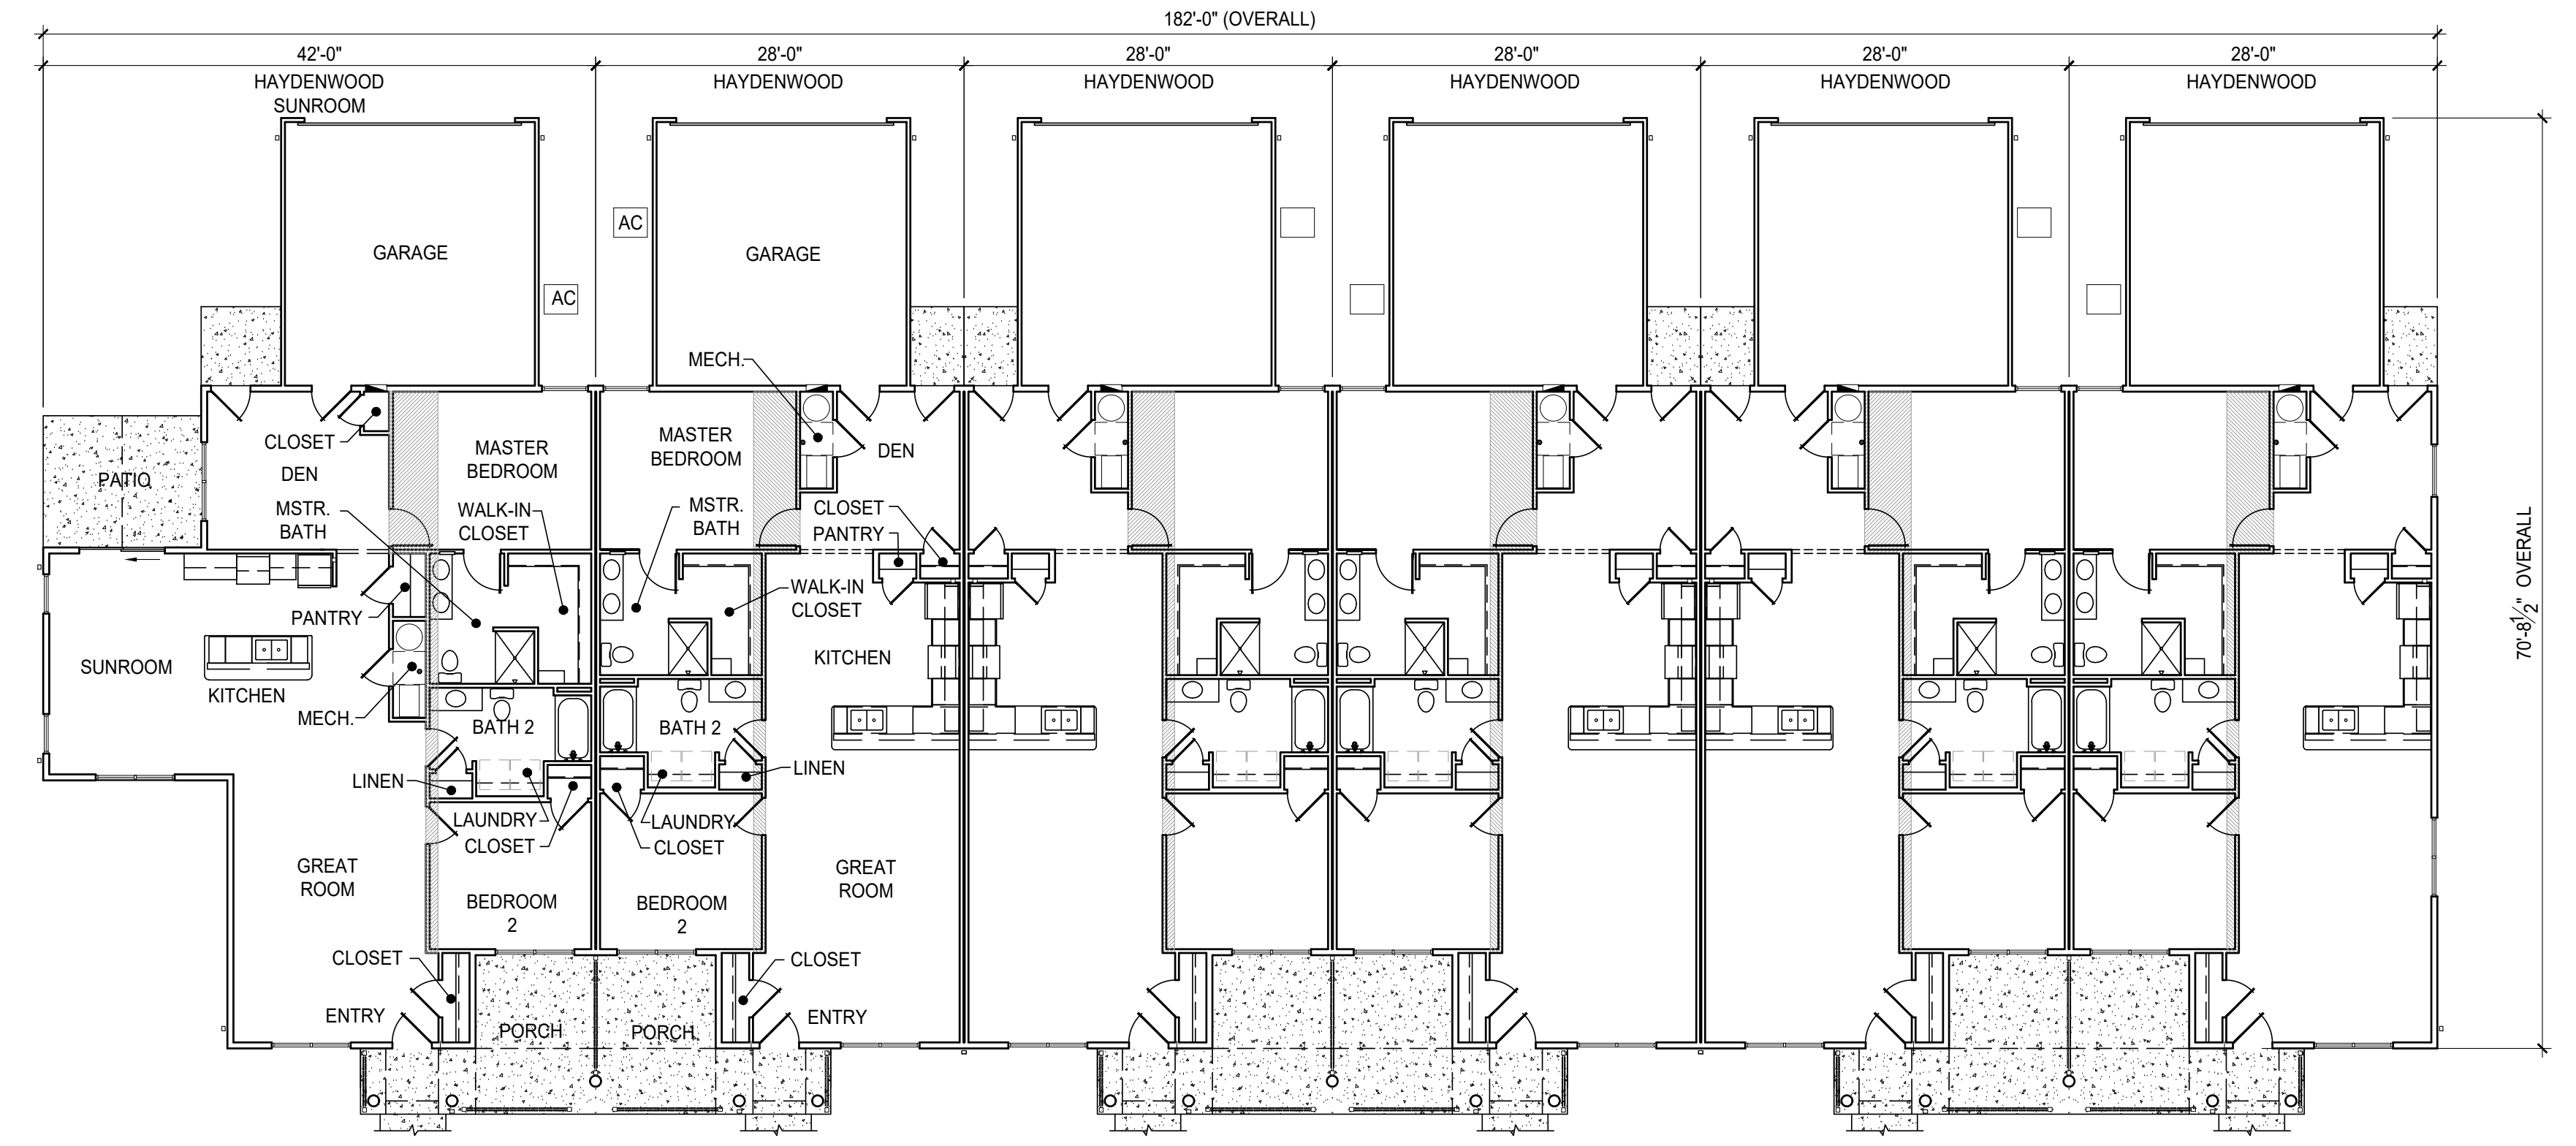 182'-0" (OVERALL)
42'-0" 28'-0" 28'-0" 28'-0" 28'-0" 28'-0"
HAYDENWOOD HAYDENWOOD HAYDENWOOD HAYDENWOOD HAYDENWOOD HAYDENWOOD
SUNROOM
AC
GARAGE GARAGE
AC
MECH.
CLOSET
MASTER
BEDROOM
MASTER
BEDROOM
DEN
DEN
PATIO
MSTR.
BATH
WALK-IN
CLOSET
MSTR.
BATH
CLOSET
PANTRY
WALK-IN
CLOSET
PANTRY
SUNROOM
KITCHEN
KITCHEN
MECH.
BATH 2
BATH 2
LINEN
LINEN
LAUNDRY
CLOSET
LAUNDRY
CLOSET
GREAT
ROOM
GREAT
ROOM
BEDROOM
2
BEDROOM
2
CLOSET
CLOSET
ENTRY
PORCH
PORCH
ENTRY
70'-8 1/2" OVERALL